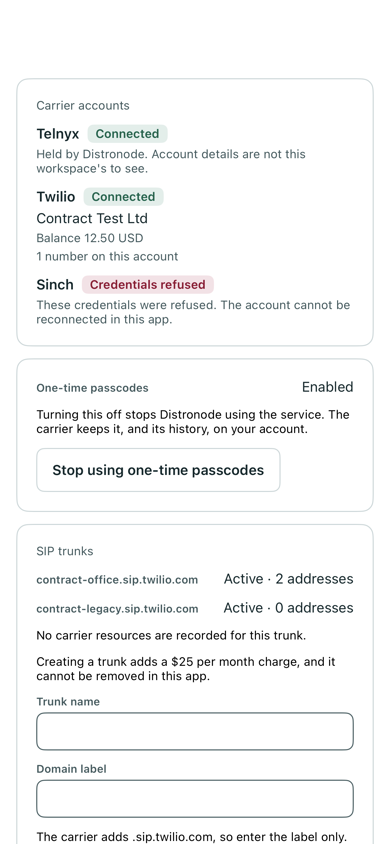 Carrier accounts
Telnyx Connected
Held by Distronode. Account details are not this
workspace's to see.
Twilio Connected
Contract Test Ltd
Balance 12.50 USD
1 number on this account
Sinch Credentials refused
These credentials were refused. The account cannot be
reconnected in this app.
One-time passcodes Enabled
Turning this off stops Distronode using the service. The
carrier keeps it, and its history, on your account.
Stop using one-time passcodes
SIP trunks
contract-office.sip.twilio.com Active · 2 addresses
contract-legacy.sip.twilio.com Active · 0 addresses
No carrier resources are recorded for this trunk.
Creating a trunk adds a $25 per month charge, and it
cannot be removed in this app.
Trunk name
Domain label
The carrier adds .sip.twilio.com, so enter the label only.